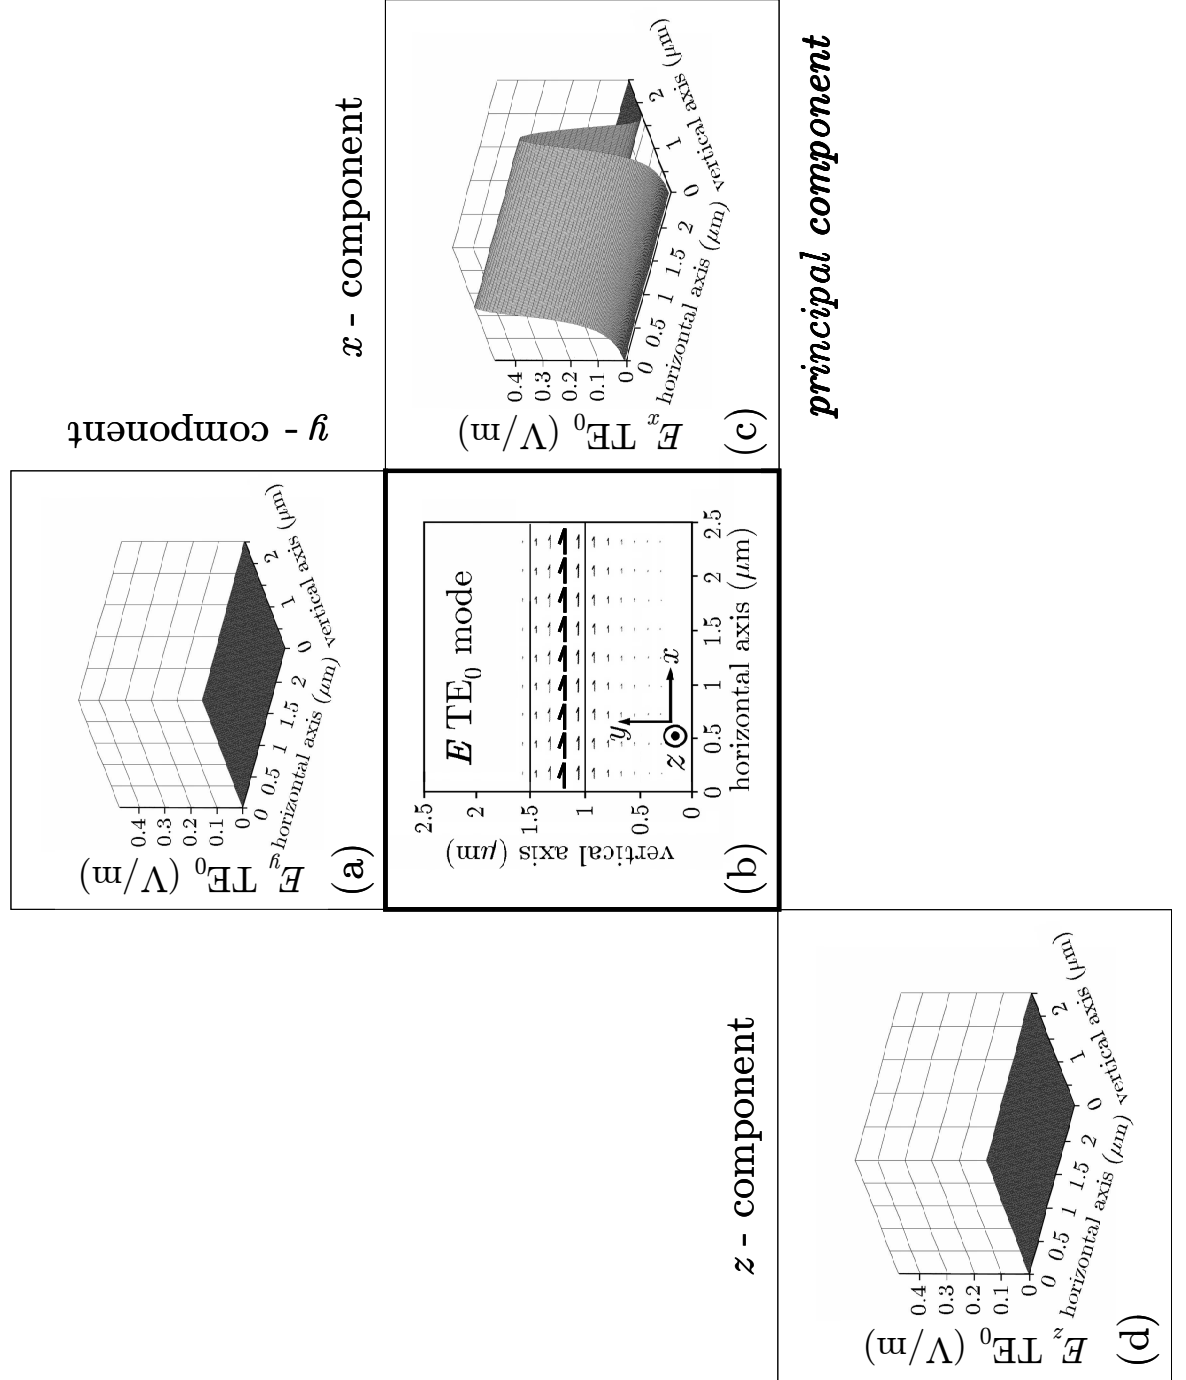 y - component
0.4
0.3
0.2
0.1
0
0 0.5 1 1.5 2
horizontal axis (μm)
0 1 2
vertical axis (μm)
E_y TE_0 (V/m)
(a)
x - component
0.4
0.3
0.2
0.1
0
0 0.5 1 1.5 2
horizontal axis (μm)
0 1 2
vertical axis (μm)
E_x TE_0 (V/m)
(c)
principal component
E TE_0 mode
2.5
2
1.5
1
0.5
0
vertical axis (μm)
y
x
z
0 0.5 1 1.5 2 2.5
horizontal axis (μm)
(b)
z - component
0.4
0.3
0.2
0.1
0
0 0.5 1 1.5 2
horizontal axis (μm)
0 1 2
vertical axis (μm)
E_z TE_0 (V/m)
(d)